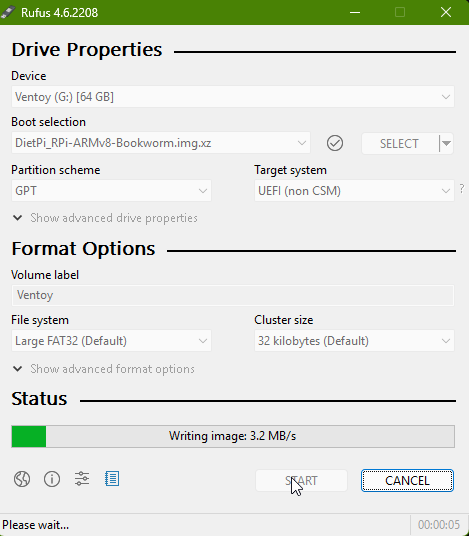 Rufus 4.6.2208
Drive Properties
Device
Ventoy (G:) [64 GB]
Boot selection
DietPi_RPi-ARMv8-Bookworm.img.xz
SELECT
Partition scheme
Target system
GPT
UEFI (non CSM)
?
Show advanced drive properties
Format Options
Volume label
Ventoy
File system
Cluster size
Large FAT32 (Default)
32 kilobytes (Default)
Show advanced format options
Status
Writing image: 3.2 MB/s
START
CANCEL
Please wait...
00:00:05